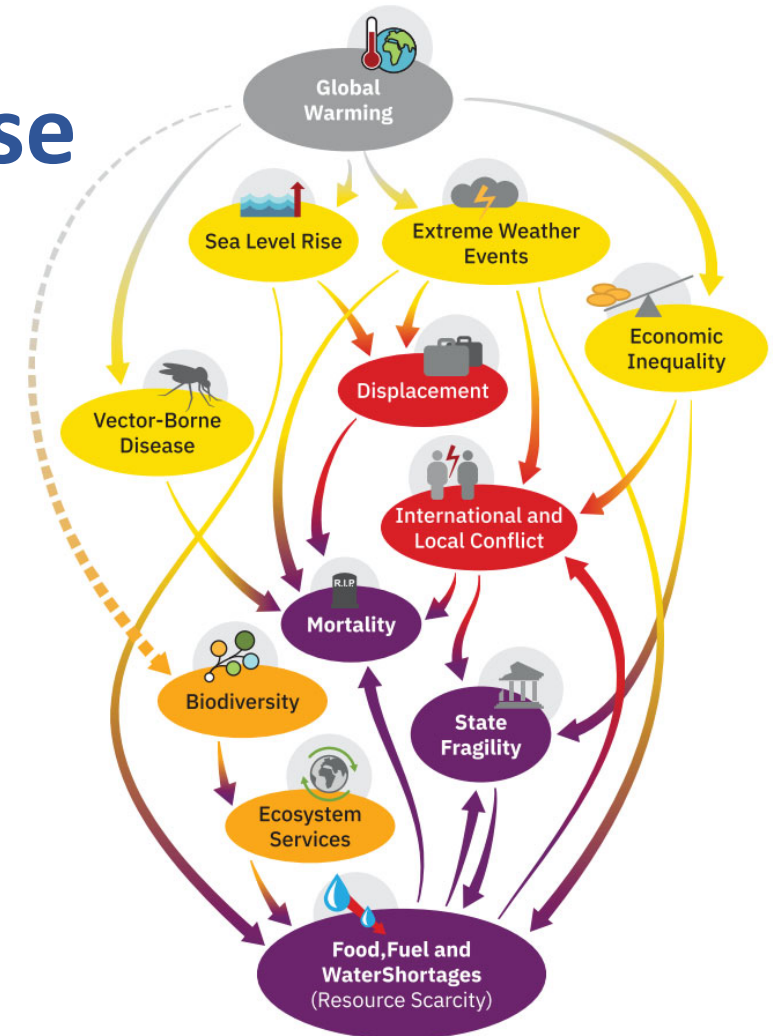 se
Global
Warming
Sea Level Rise
Extreme Weather
Events
Economic
Inequality
Displacement
Vector-Borne
Disease
International and
Local Conflict
R.I.P.
Mortality
Biodiversity
State
Fragility
Ecosystem
Services
Food,Fuel and
WaterShortages
(Resource Scarcity)